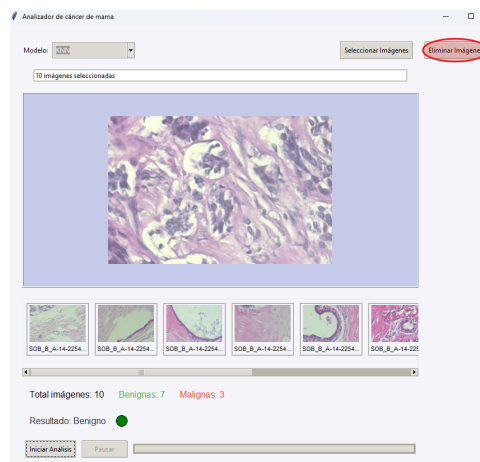 Analizador de cáncer de mama
Modelo: KNN
Seleccionar Imágenes
Eliminar Imágene
10 imágenes seleccionadas
SOB_B_A-14-2254... SOB_B_A-14-2254... SOB_B_A-14-2254... SOB_B_A-14-2254... SOB_B_A-14-2254... SOB_B_A-14-225
Total imágenes: 10 Benignas: 7 Malignas: 3
Resultado: Benigno
Iniciar Análisis Pausar